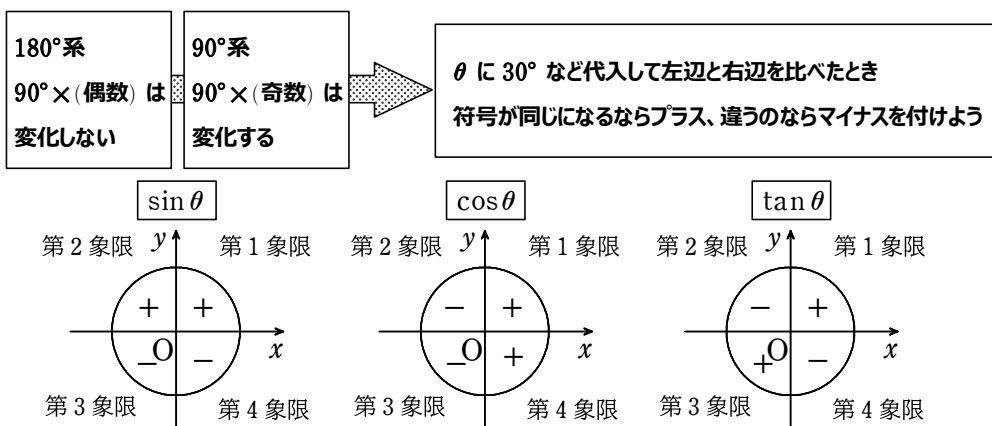 180°系
90°×(偶数) は
変化しない
90°系
90°×(奇数) は
変化する
θ に 30° など代入して左辺と右辺を比べたとき
符号が同じになるならプラス、違うのならマイナスを付けよう
sin θ
第 2 象限 y 第 1 象限
+ +
− O − x
第 3 象限 第 4 象限
cos θ
第 2 象限 y 第 1 象限
− +
− O + x
第 3 象限 第 4 象限
tan θ
第 2 象限 y 第 1 象限
− +
+ O − x
第 3 象限 第 4 象限